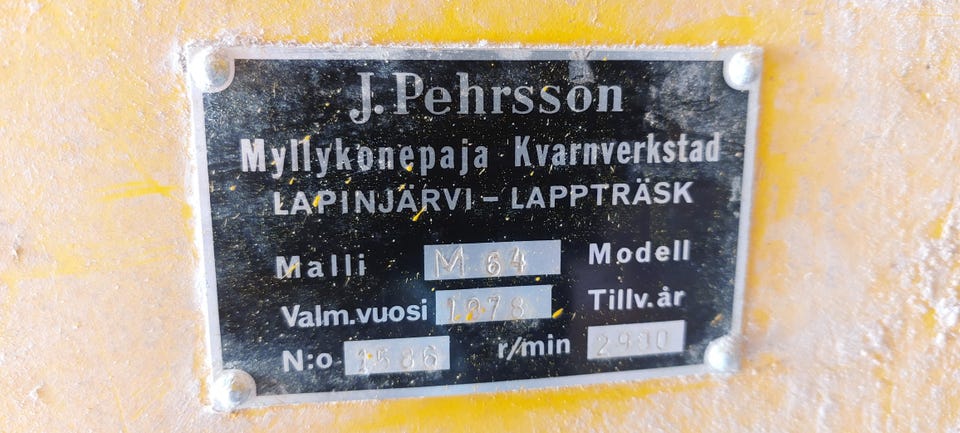 J. Pehrsson
Myllykonepaja Kvarnverkstad
LAPINJÄRVI – LAPPTRÄSK
Malli M 64 Modell
Valm.vuosi 1978 Tillv.år
N:o 1586 r/min 2900